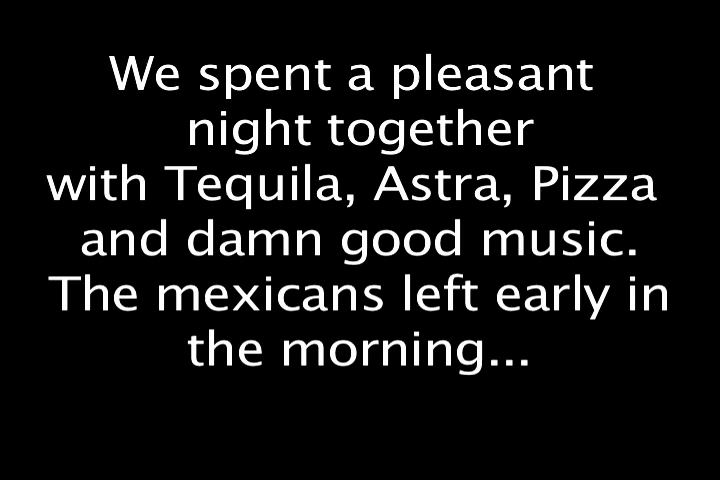 We spent a pleasant
night together
with Tequila, Astra, Pizza
and damn good music.
The mexicans left early in
the morning...